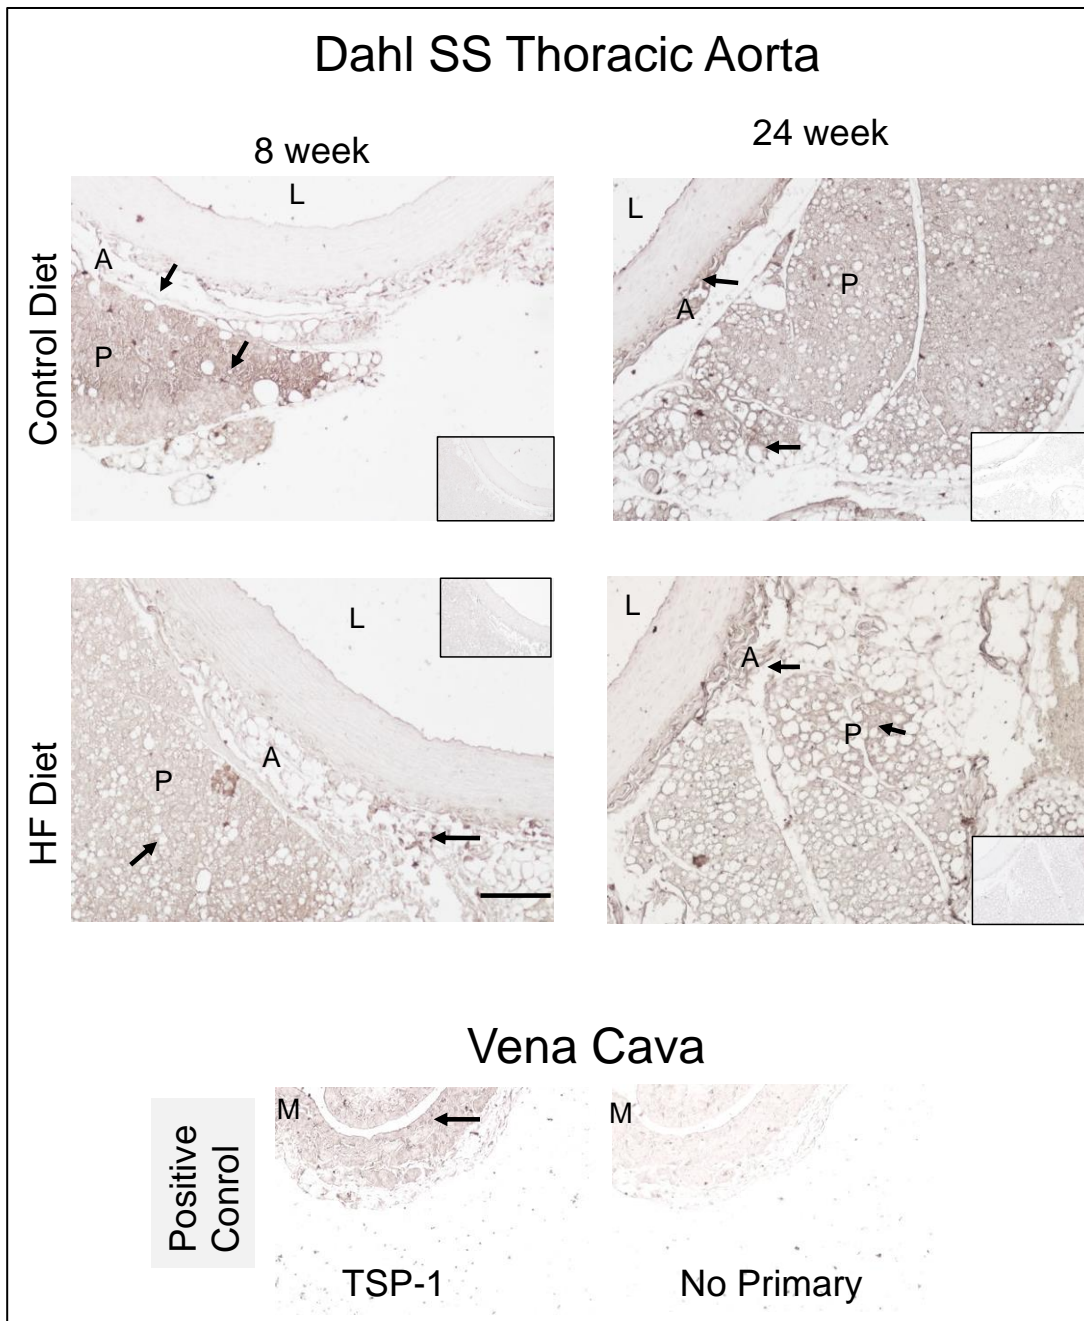 Dahl SS Thoracic Aorta
8 week
24 week
Control Diet
L
A
P
L
P
A
HF Diet
L
A
P
L
A
P
Vena Cava
Positive
Conrol
M
M
TSP-1
No Primary